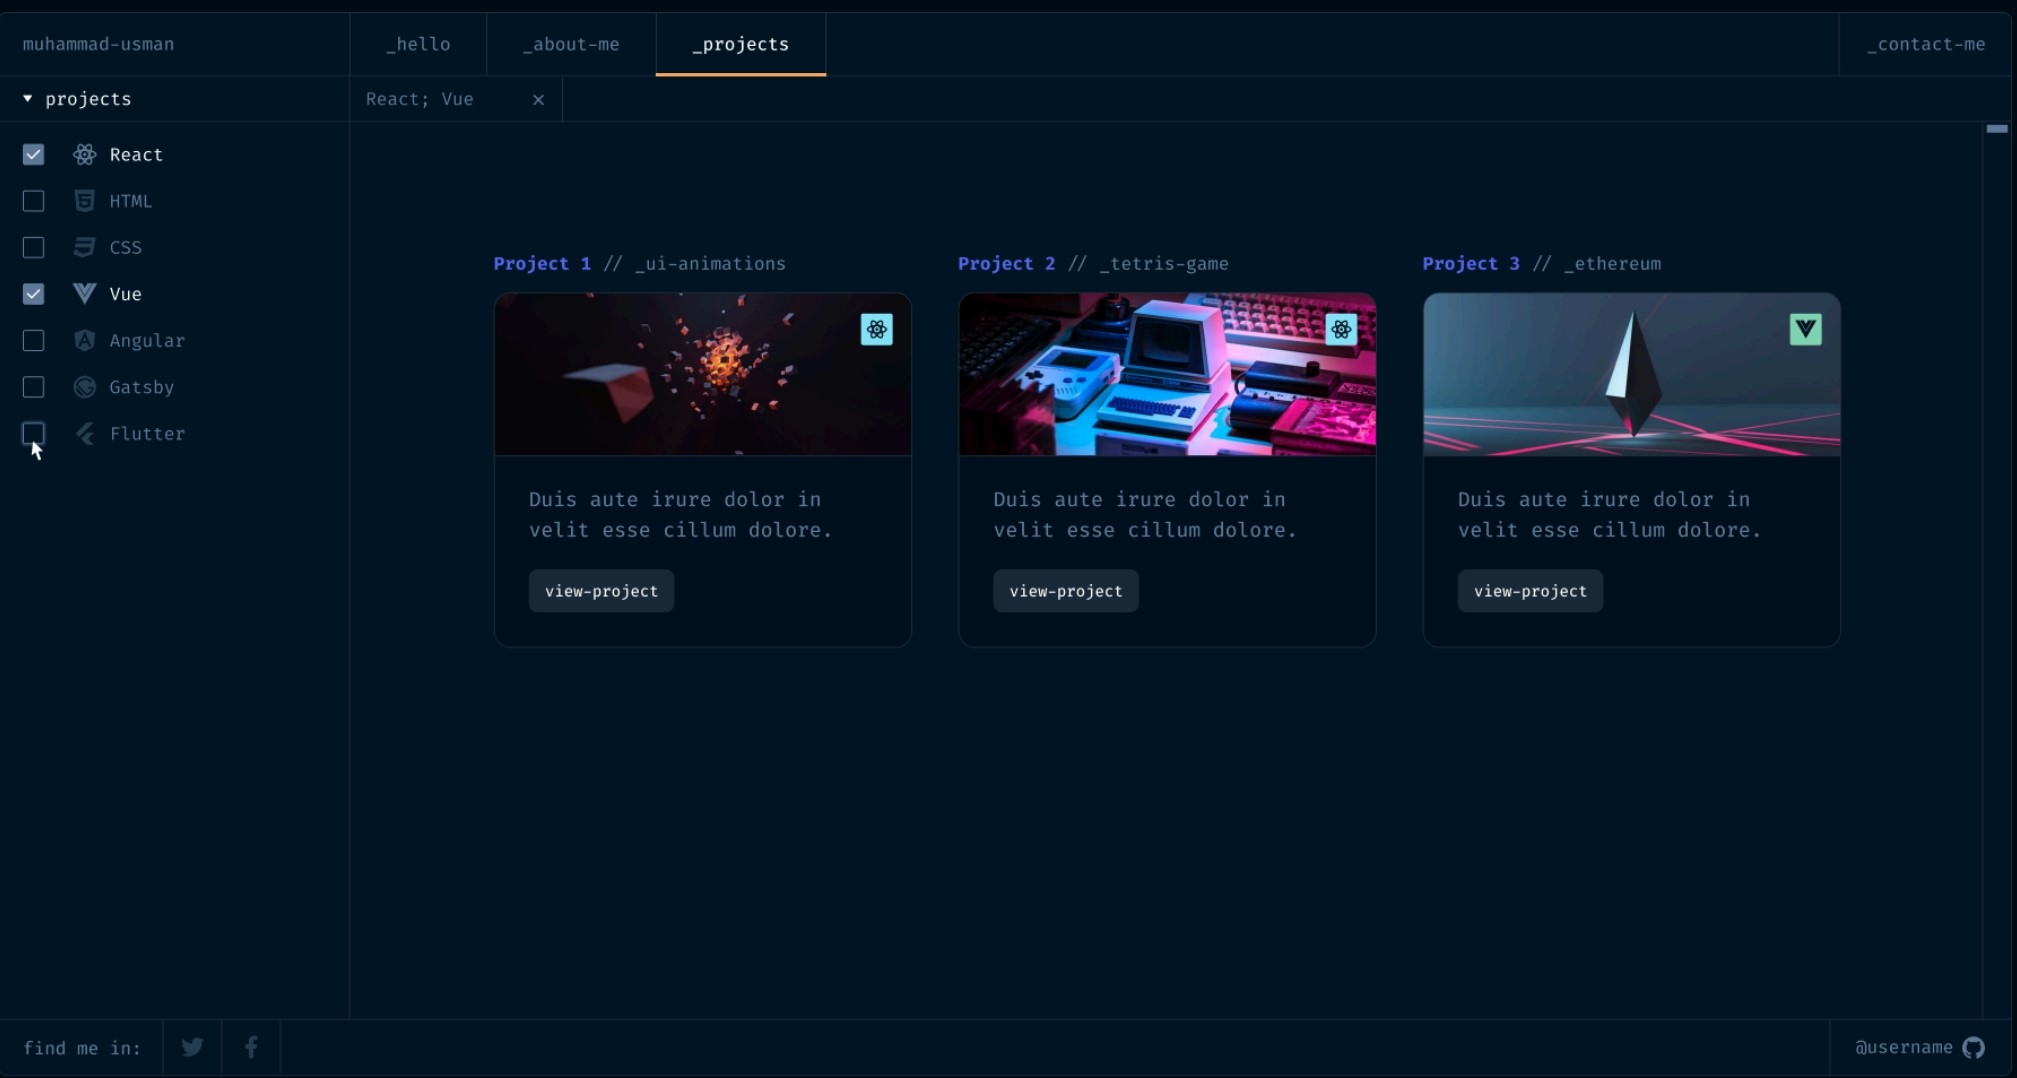 muhammad-usman
_hello
_about-me
_projects
_contact-me
projects
React; Vue
React
HTML
CSS
Vue
Angular
Gatsby
Flutter
Project 1 // _ui-animations
Duis aute irure dolor in
velit esse cillum dolore.
view-project
Project 2 // _tetris-game
Duis aute irure dolor in
velit esse cillum dolore.
view-project
Project 3 // _ethereum
Duis aute irure dolor in
velit esse cillum dolore.
view-project
find me in:
@username